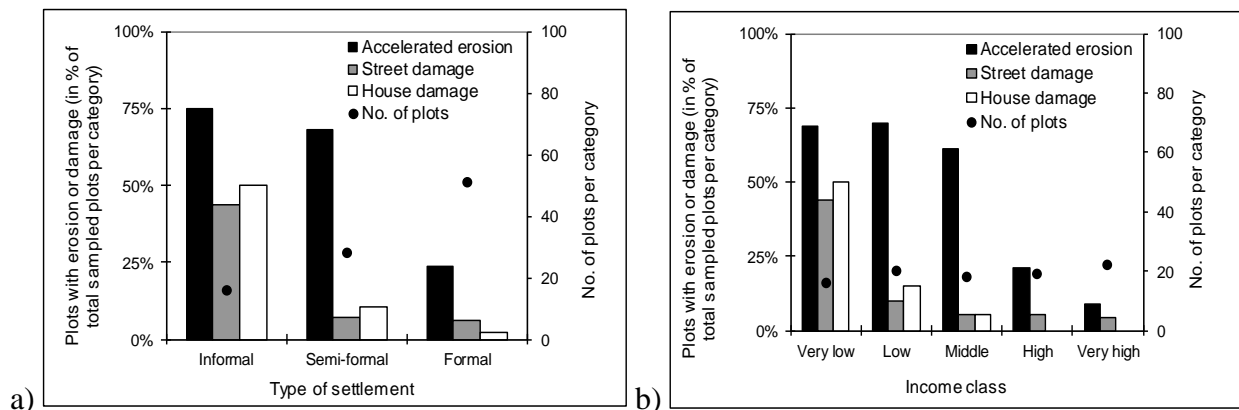 Plots with erosion or damage (in % of
total sampled plots per category)
100%
75%
50%
25%
0%
Accelerated erosion
Street damage
House damage
No. of plots
100
80
60
40
20
0
No. of plots per category
Informal
Semi-formal
Formal
Type of settlement
a)
Plots with erosion or damage (in % of
total sampled plots per category)
100%
75%
50%
25%
0%
Accelerated erosion
Street damage
House damage
No. of plots
100
80
60
40
20
0
No. of plots per category
Very low
Low
Middle
High
Very high
Income class
b)